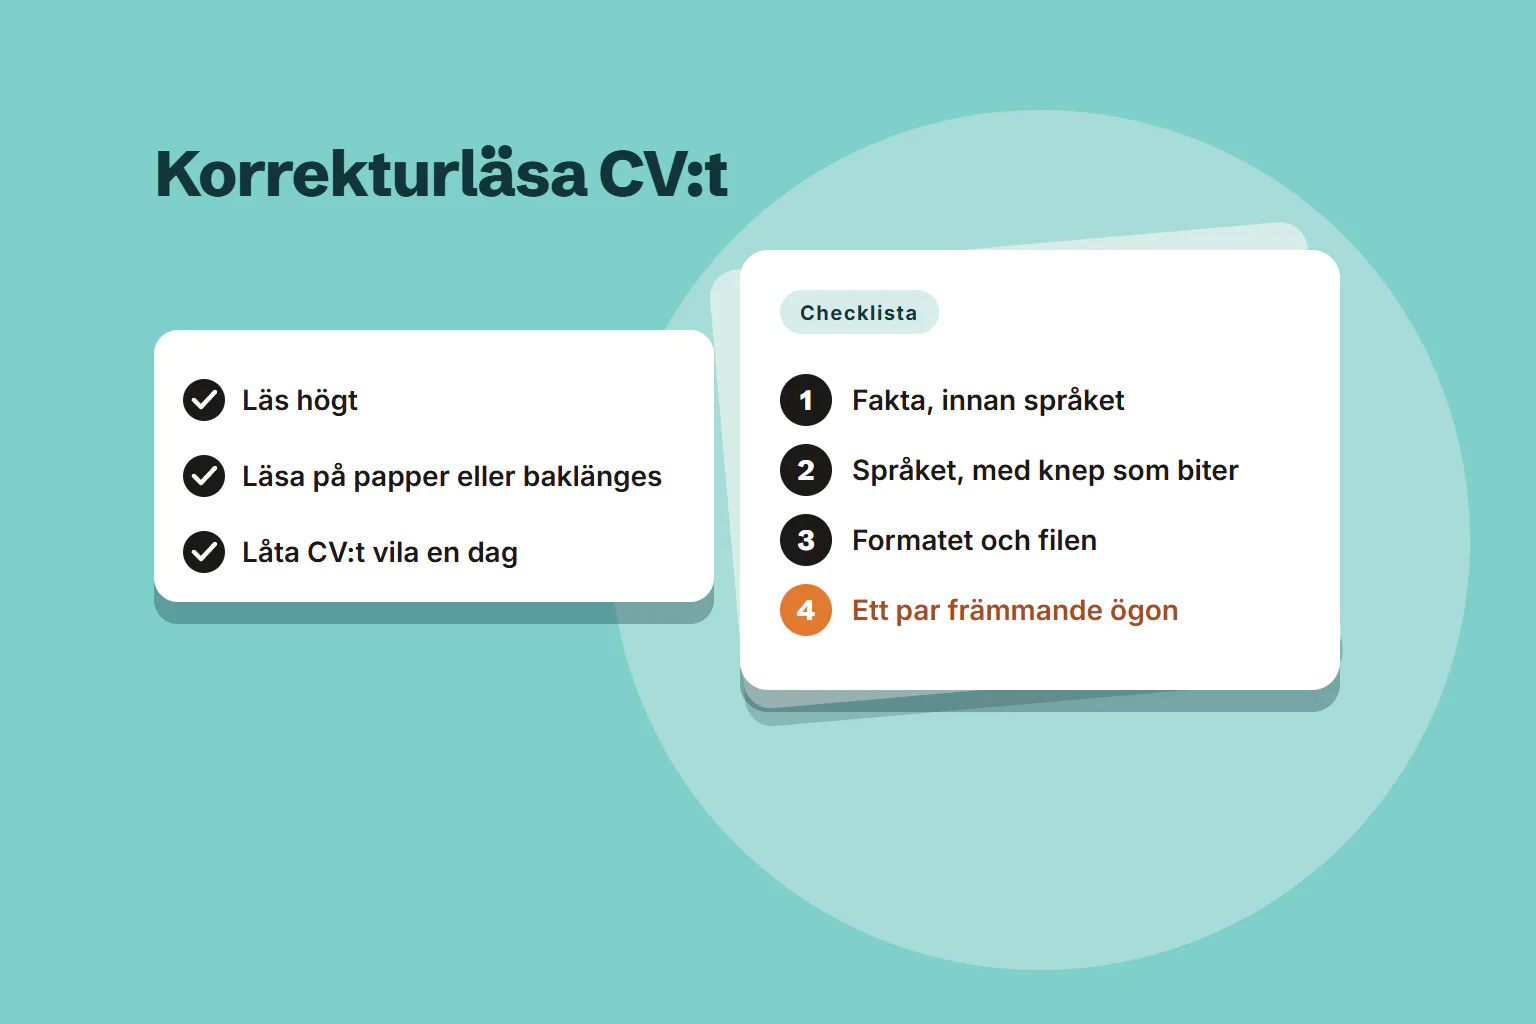 Korrekturläsa CV:t
Läs högt
Läsa på papper eller baklänges
Låta CV:t vila en dag
Checklista
1 Fakta, innan språket
2 Språket, med knep som biter
3 Formatet och filen
4 Ett par främmande ögon